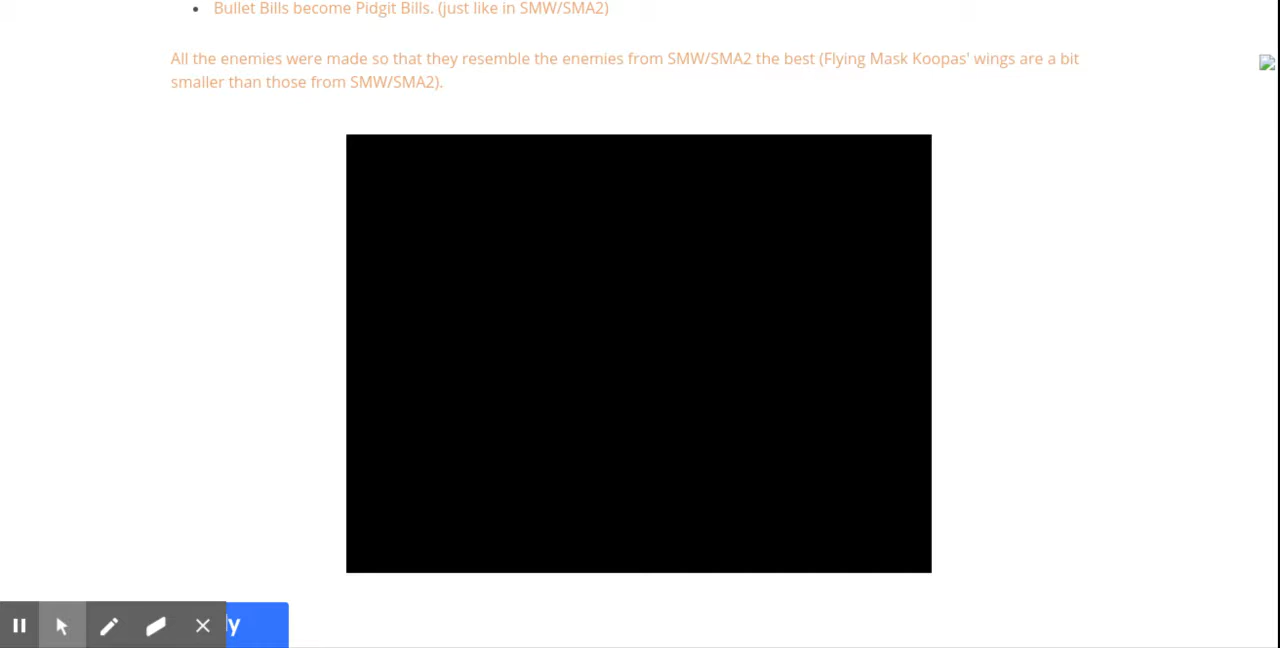 Bullet Bills become Pidgit Bills. (just like in SMW/SMA2)
All the enemies were made so that they resemble the enemies from SMW/SMA2 the best (Flying Mask Koopas' wings are a bit
smaller than those from SMW/SMA2).